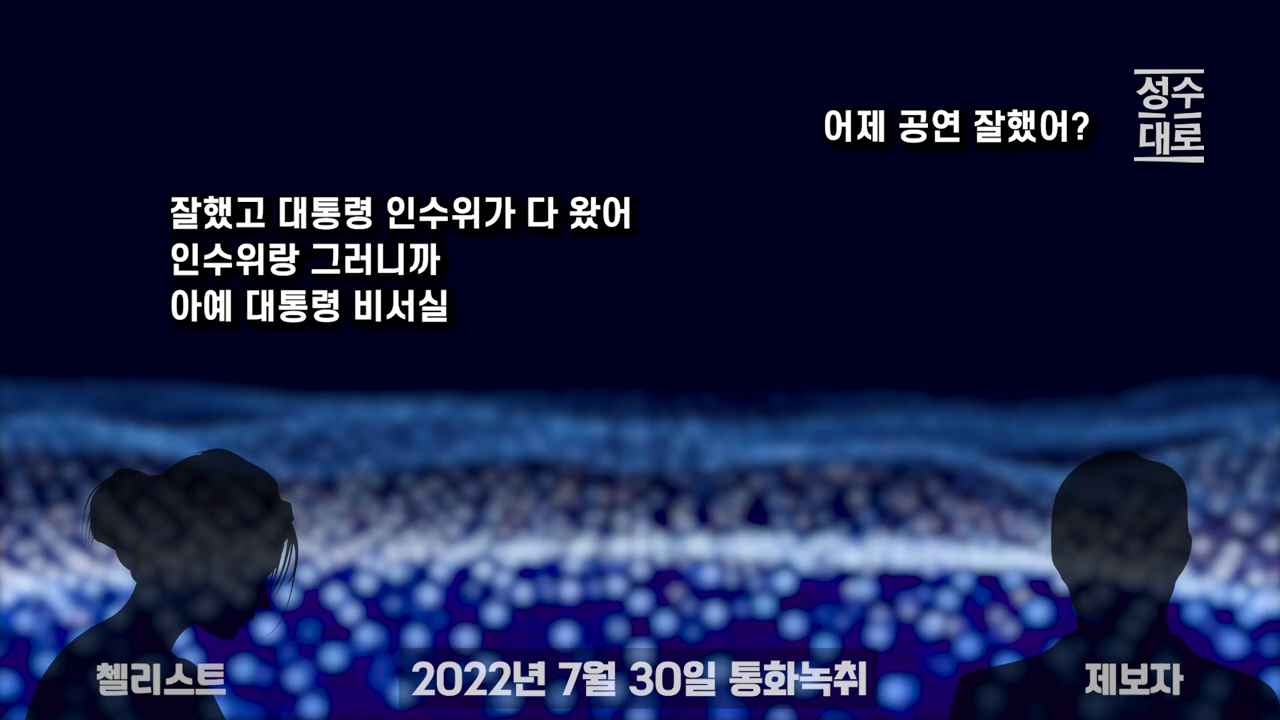 성수
대로
어제 공연 잘했어?
잘했고 대통령 인수위가 다 왔어
인수위랑 그러니까
아예 대통령 비서실
첼리스트
2022년 7월 30일 통화녹취
제보자